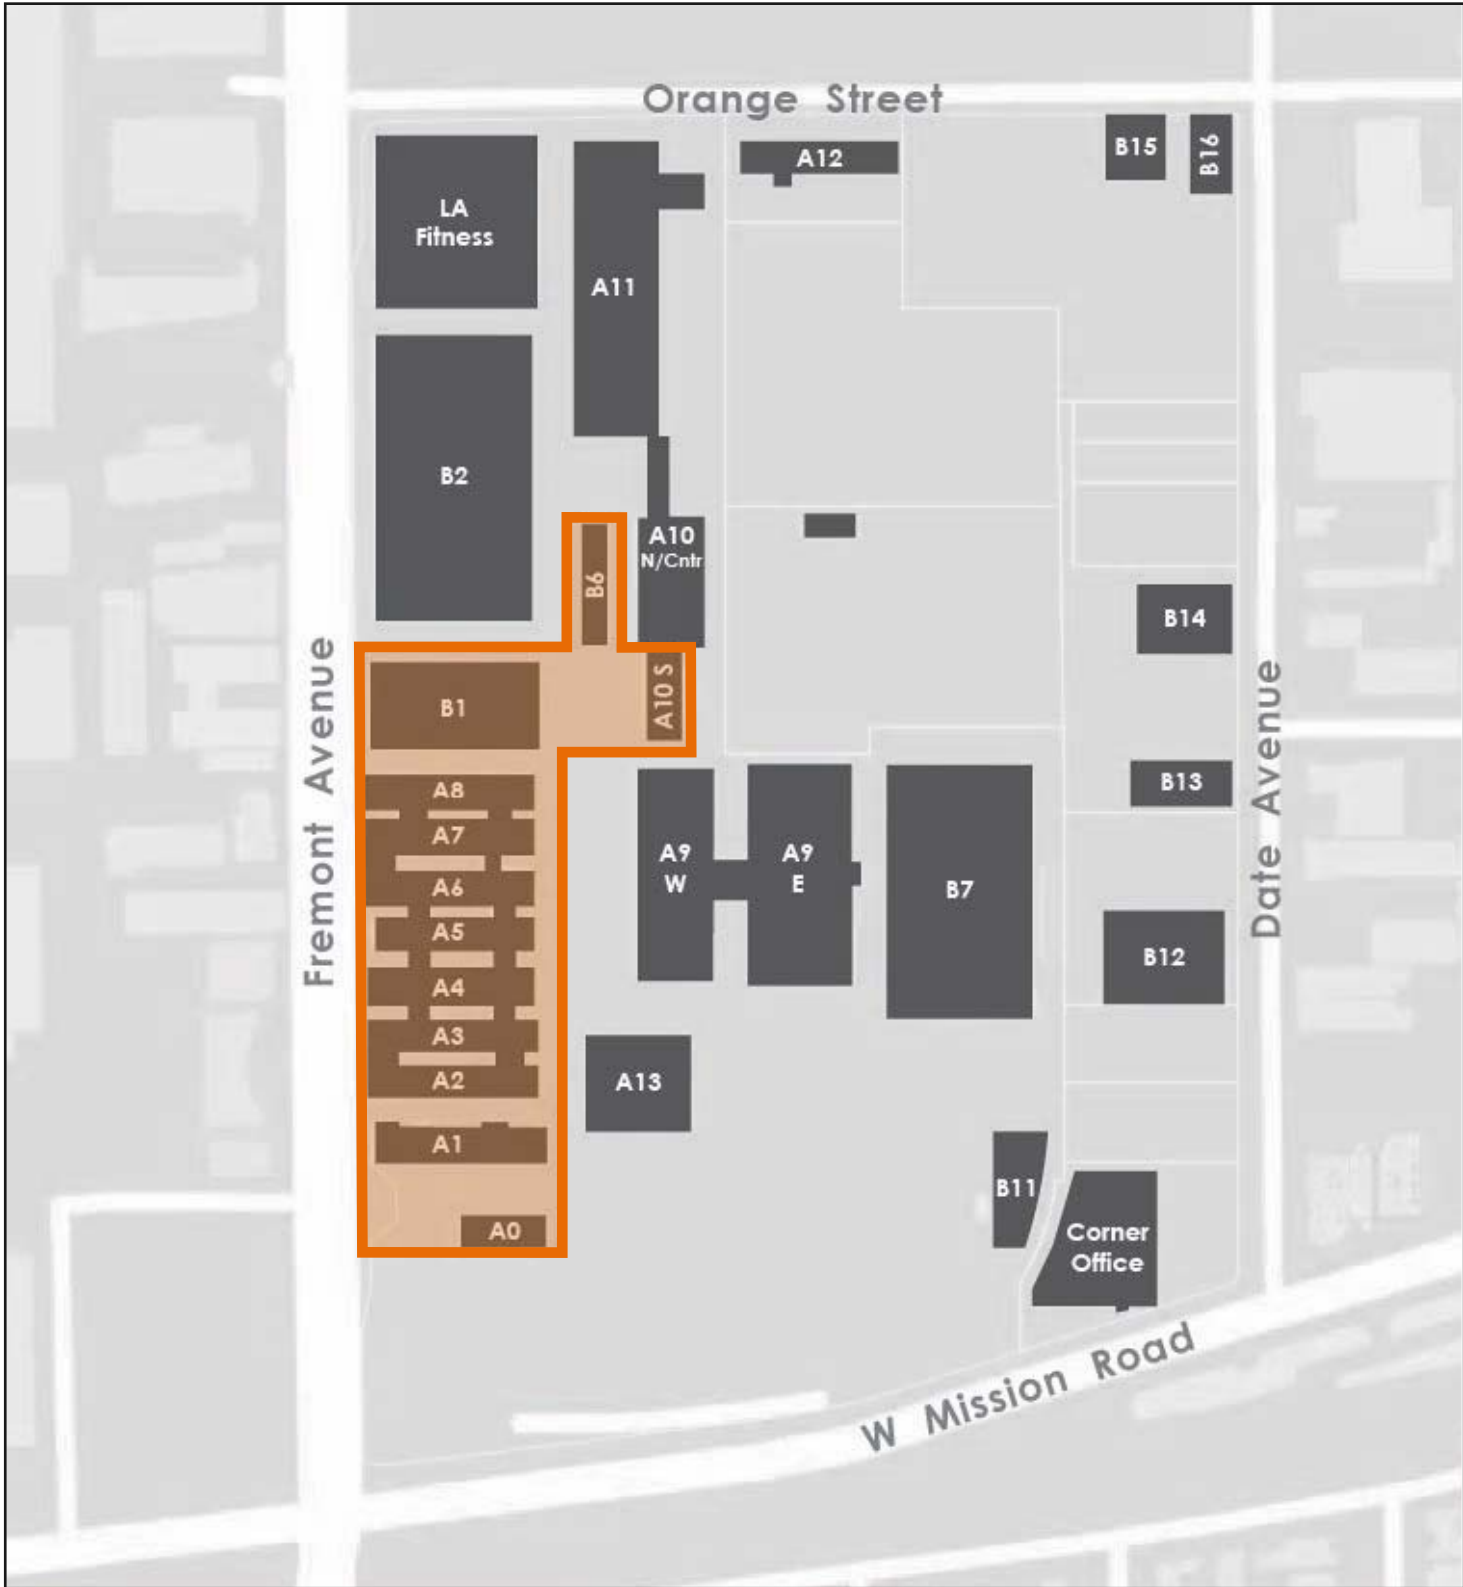 Orange Street
B15
B16
A12
LA
Fitness
A11
B2
A10
N/Cntr
B6
B14
A10 S
B1
Fremont Avenue
Date Avenue
A8
B13
A7
A9
W
A9
E
A6
B7
A5
B12
A4
A3
A2
A13
A1
B11
A0
Corner
Office
W Mission Road